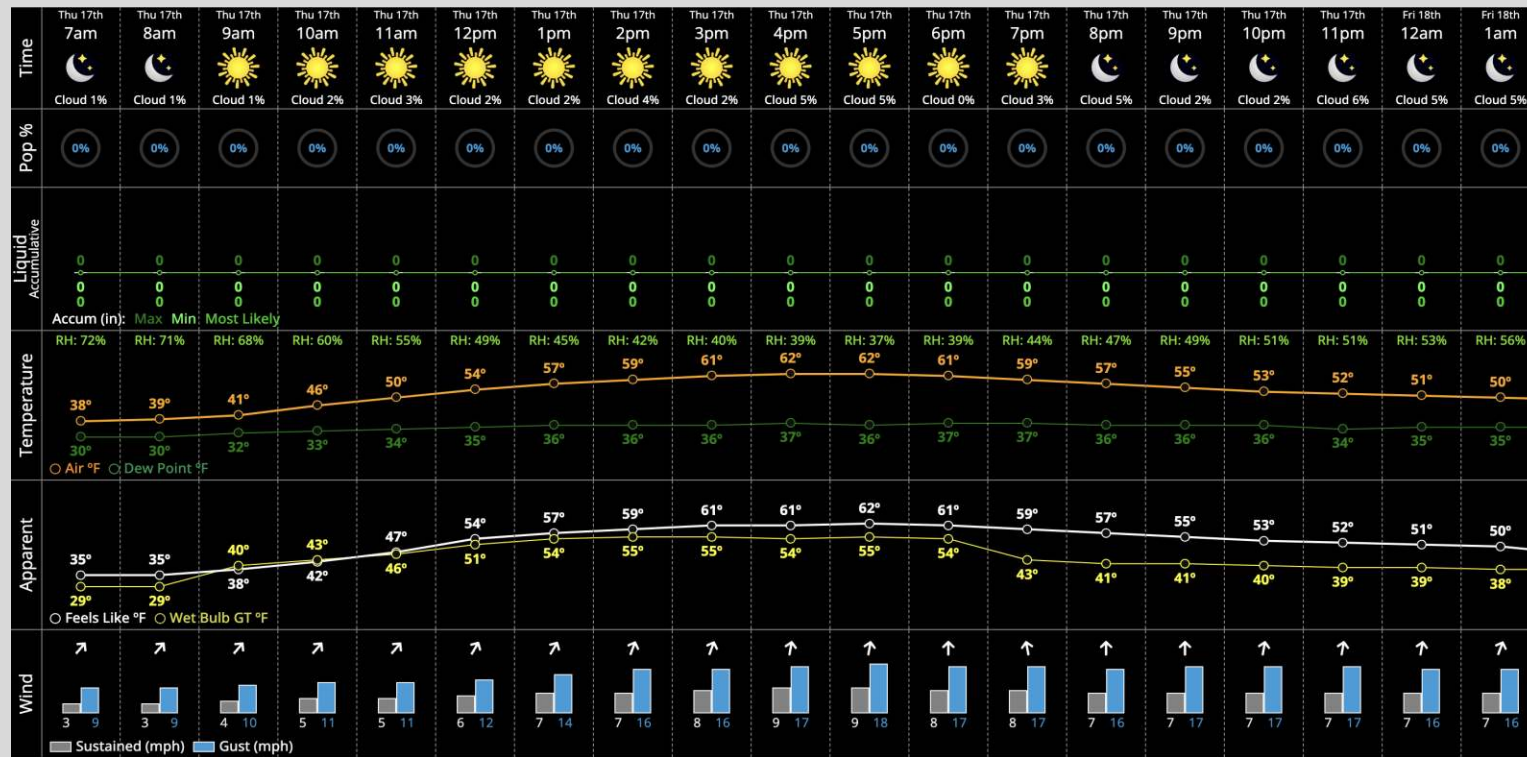 Time
Thu 17th Thu 17th Thu 17th Thu 17th Thu 17th Thu 17th Thu 17th Thu 17th Thu 17th Thu 17th Thu 17th Thu 17th Thu 17th Thu 17th Thu 17th Thu 17th Thu 17th Fri 18th Fri 18th
7am 8am 9am 10am 11am 12pm 1pm 2pm 3pm 4pm 5pm 6pm 7pm 8pm 9pm 10pm 11pm 12am 1am
Cloud 1% Cloud 1% Cloud 1% Cloud 2% Cloud 3% Cloud 2% Cloud 2% Cloud 4% Cloud 2% Cloud 5% Cloud 5% Cloud 0% Cloud 3% Cloud 5% Cloud 2% Cloud 2% Cloud 6% Cloud 5% Cloud 5%
Pop %
0% 0% 0% 0% 0% 0% 0% 0% 0% 0% 0% 0% 0% 0% 0% 0% 0% 0% 0%
Liquid
Accumulative
0 0 0 0 0 0 0 0 0 0 0 0 0 0 0 0 0 0 0
0 0 0 0 0 0 0 0 0 0 0 0 0 0 0 0 0 0 0
0 0 0 0 0 0 0 0 0 0 0 0 0 0 0 0 0 0 0
Accum (in): Max Min Most Likely
Temperature
RH: 72% RH: 71% RH: 68% RH: 60% RH: 55% RH: 49% RH: 45% RH: 42% RH: 40% RH: 39% RH: 37% RH: 39% RH: 44% RH: 47% RH: 49% RH: 51% RH: 51% RH: 53% RH: 56%
38° 39° 41° 46° 50° 54° 57° 59° 61° 62° 62° 61° 59° 57° 55° 53° 52° 51° 50°
30° 30° 32° 33° 34° 35° 36° 36° 36° 37° 36° 37° 37° 36° 36° 36° 34° 35° 35°
Air ºF Dew Point ºF
Apparent
35° 35° 38° 42° 47° 54° 57° 59° 61° 61° 62° 61° 59° 57° 55° 53° 52° 51° 50°
29° 29° 40° 43° 46° 51° 54° 55° 55° 54° 55° 54° 43° 41° 41° 40° 39° 39° 38°
Feels Like ºF Wet Bulb GT ºF
Wind
3 9 3 9 4 10 5 11 5 11 6 12 7 14 7 16 8 16 9 17 9 18 8 17 8 17 7 16 7 17 7 17 7 17 7 16 7 16
Sustained (mph) Gust (mph)